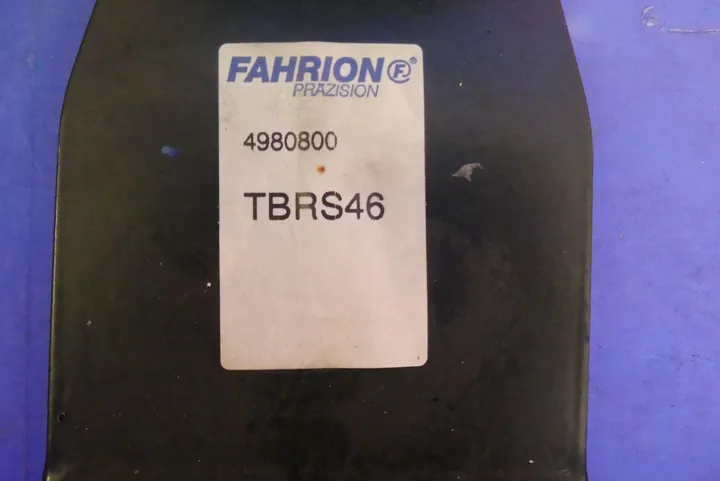 FAHRION F®
PRÄZISION
4980800
TBRS46